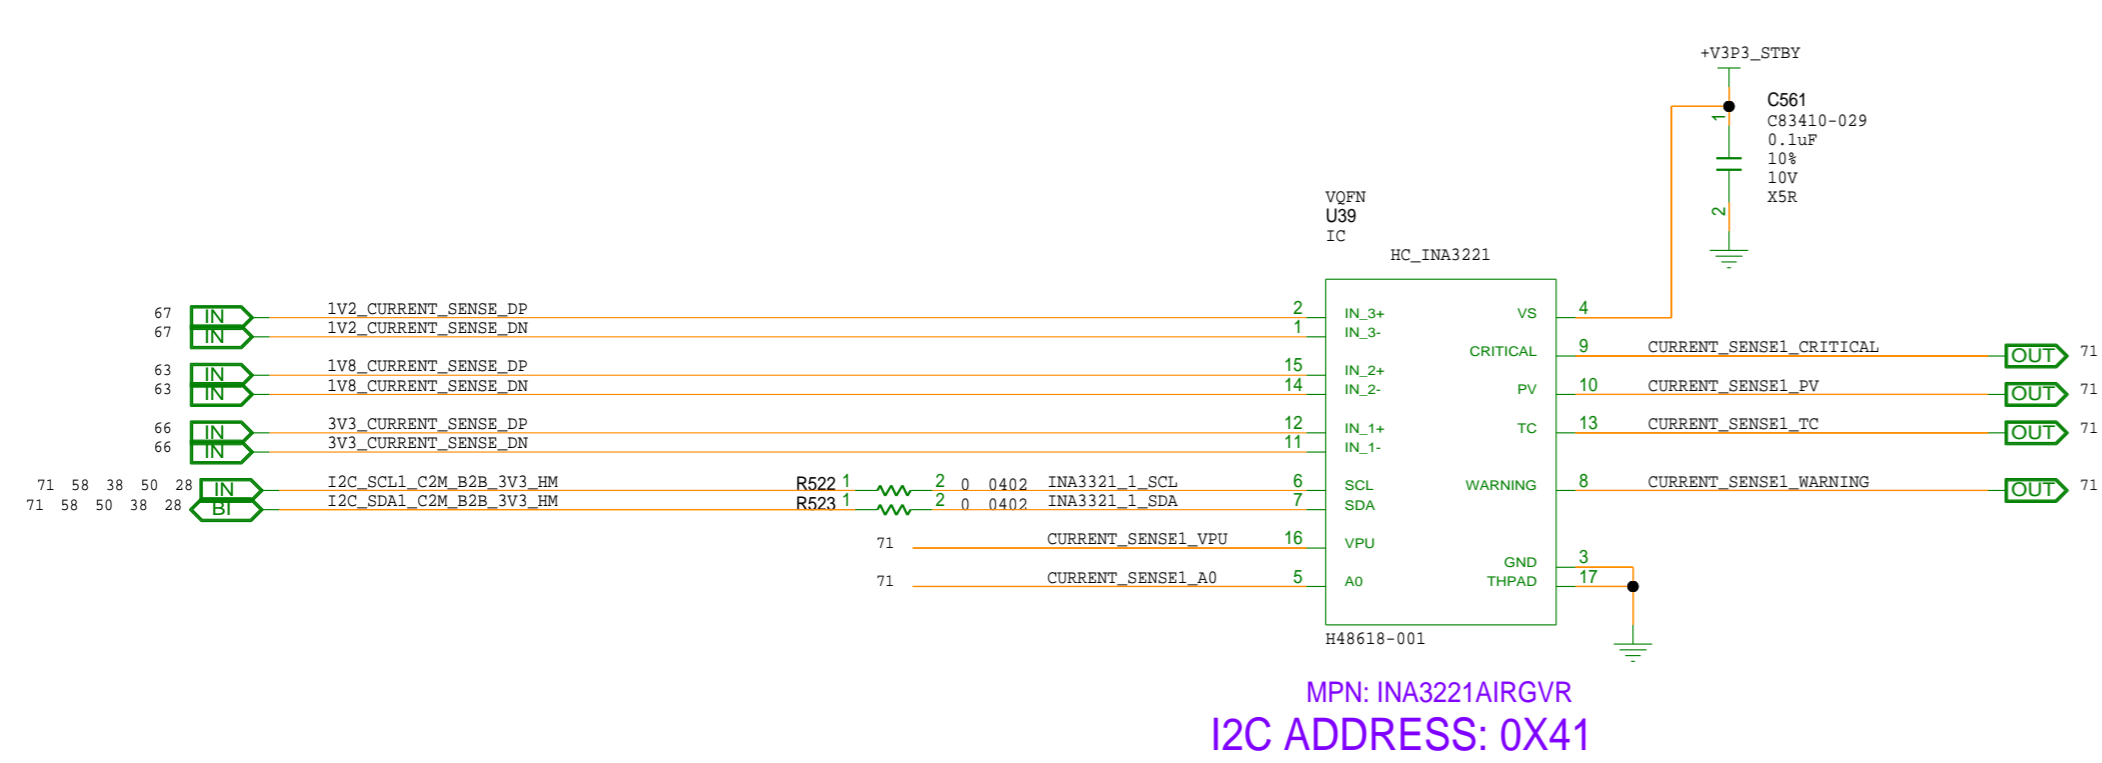 +V3P3_STBY
1
C561
C83410-029
0.1uF
10%
10V
X5R
2
VQFN
U39
IC
HC_INA3221
67 IN 1V2_CURRENT_SENSE_DP 2 IN_3+ VS 4
67 IN 1V2_CURRENT_SENSE_DN 1 IN_3-
CRITICAL 9 CURRENT_SENSE1_CRITICAL OUT 71
63 IN 1V8_CURRENT_SENSE_DP 15 IN_2+
63 IN 1V8_CURRENT_SENSE_DN 14 IN_2- PV 10 CURRENT_SENSE1_PV OUT 71
66 IN 3V3_CURRENT_SENSE_DP 12 IN_1+ TC 13 CURRENT_SENSE1_TC OUT 71
66 IN 3V3_CURRENT_SENSE_DN 11 IN_1-
71 58 38 50 28 IN I2C_SCL1_C2M_B2B_3V3_HM R522 1 2 0 0402 INA3321_1_SCL 6 SCL WARNING 8 CURRENT_SENSE1_WARNING OUT 71
71 58 50 38 28 BI I2C_SDA1_C2M_B2B_3V3_HM R523 1 2 0 0402 INA3321_1_SDA 7 SDA
71 CURRENT_SENSE1_VPU 16 VPU
GND 3
71 CURRENT_SENSE1_A0 5 A0 THPAD 17
H48618-001
MPN: INA3221AIRGVR
I2C ADDRESS: 0X41